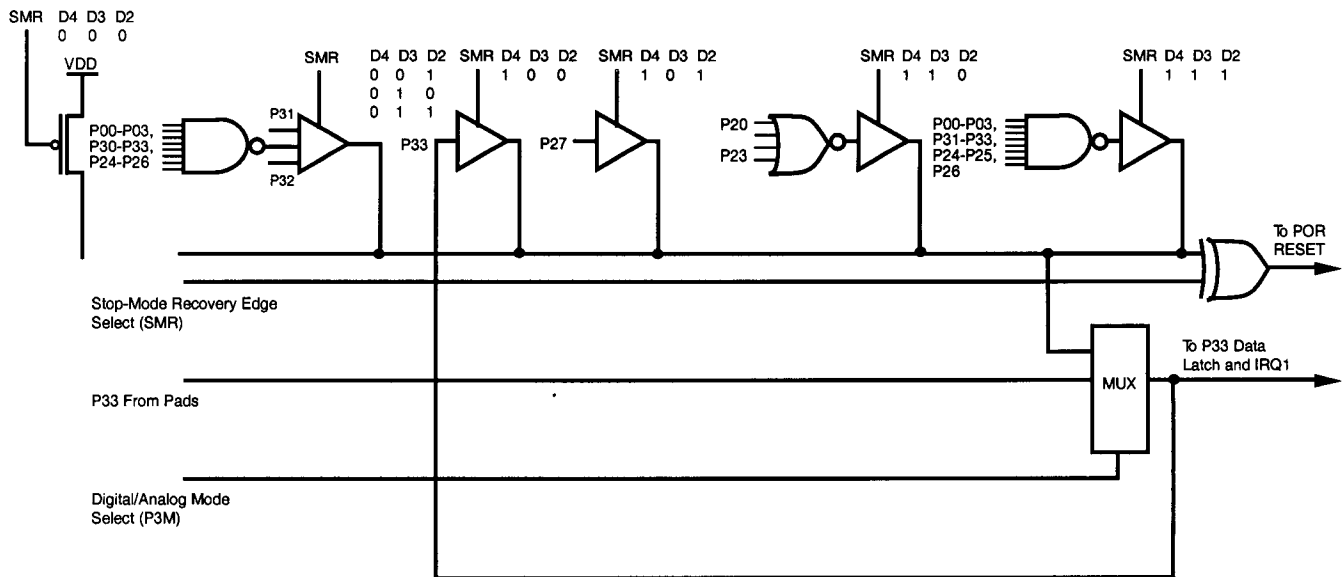 SMR D4 D3 D2
0 0 0
VDD
P00-P03,
P30-P33,
P24-P26
SMR
P31
P32
D4 D3 D2
0 0 1
0 1 0
0 1 1
SMR D4 D3 D2
1 0 0
P33
SMR D4 D3 D2
1 0 1
P27
SMR D4 D3 D2
1 1 0
P20
P23
SMR D4 D3 D2
1 1 1
P00-P03,
P31-P33,
P24-P25,
P26
To POR
RESET
Stop-Mode Recovery Edge
Select (SMR)
MUX
To P33 Data
Latch and IRQ1
P33 From Pads
Digital/Analog Mode
Select (P3M)